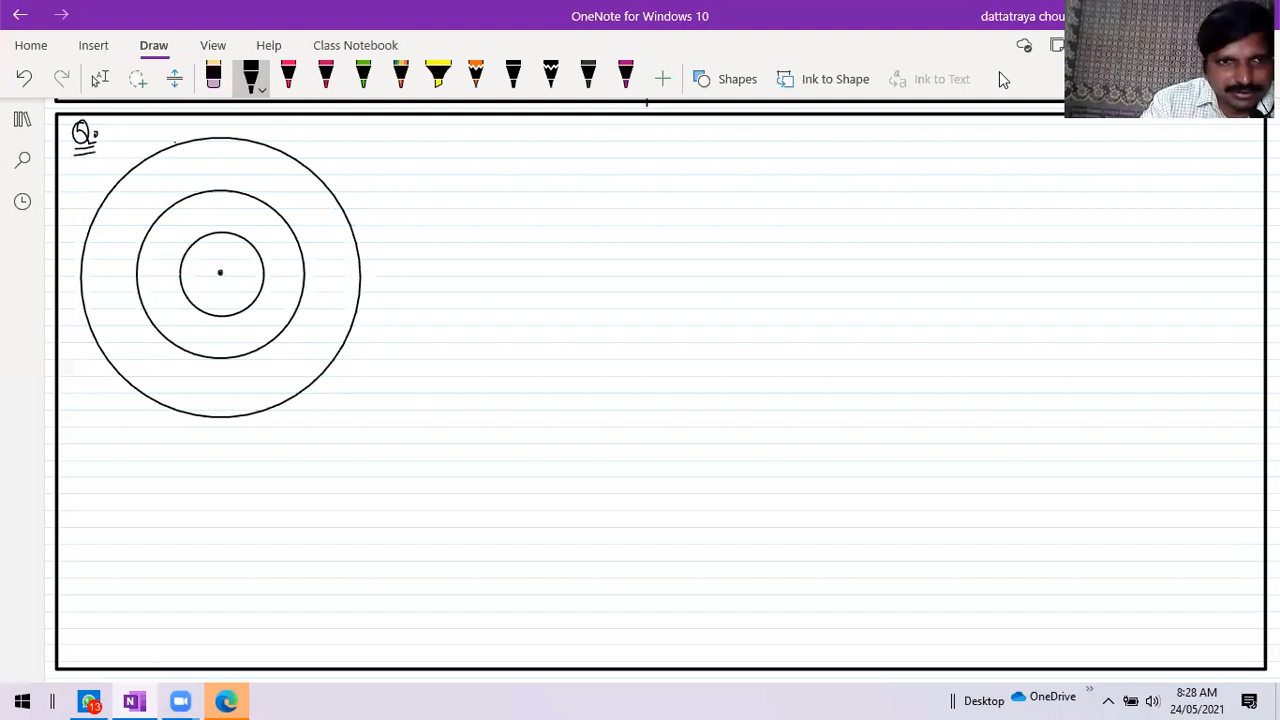 OneNote for Windows 10
dattatraya chou
Home Insert Draw View Help Class Notebook
Shapes Ink to Shape Ink to Text
Q.
13
Desktop OneDrive
8:28 AM
24/05/2021